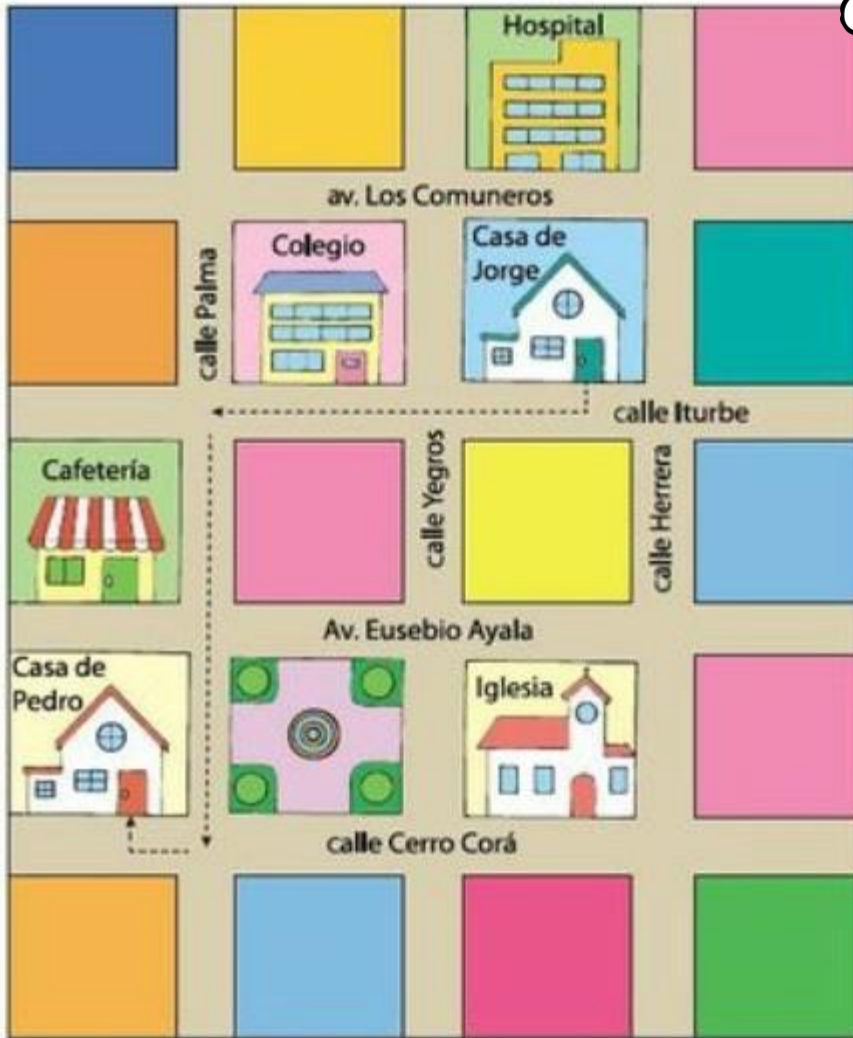 Hospital
av. Los Comuneros
calle Palma
Colegio
Casa de
Jorge
calle Iturbe
Cafetería
calle Yegros
calle Herrera
Av. Eusebio Ayala
Casa de
Pedro
Iglesia
calle Cerro Corá